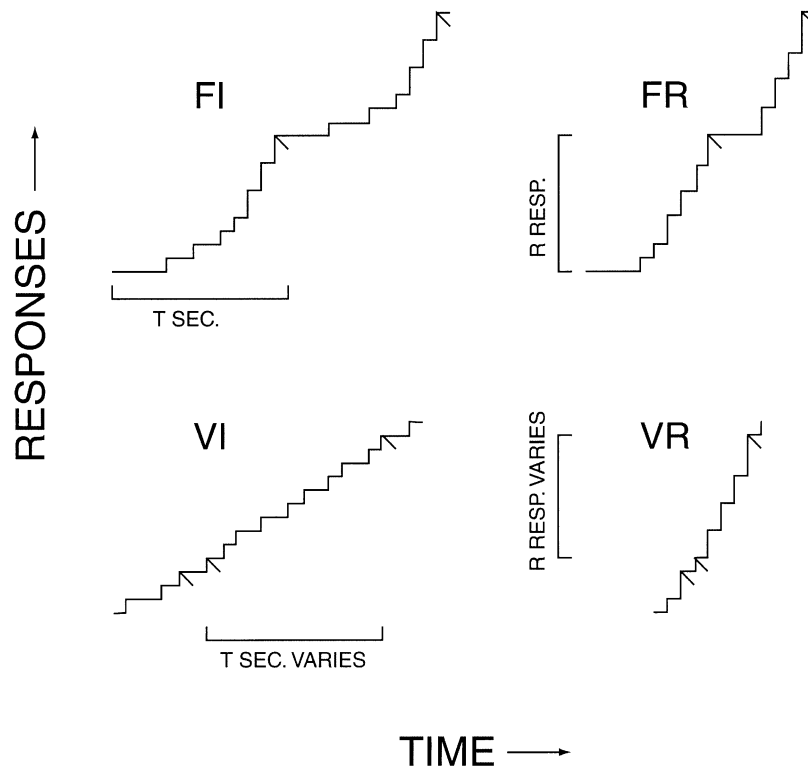 FI
FR
RESPONSES
R RESP.
T SEC.
VI
VR
R RESP. VARIES
T SEC. VARIES
TIME